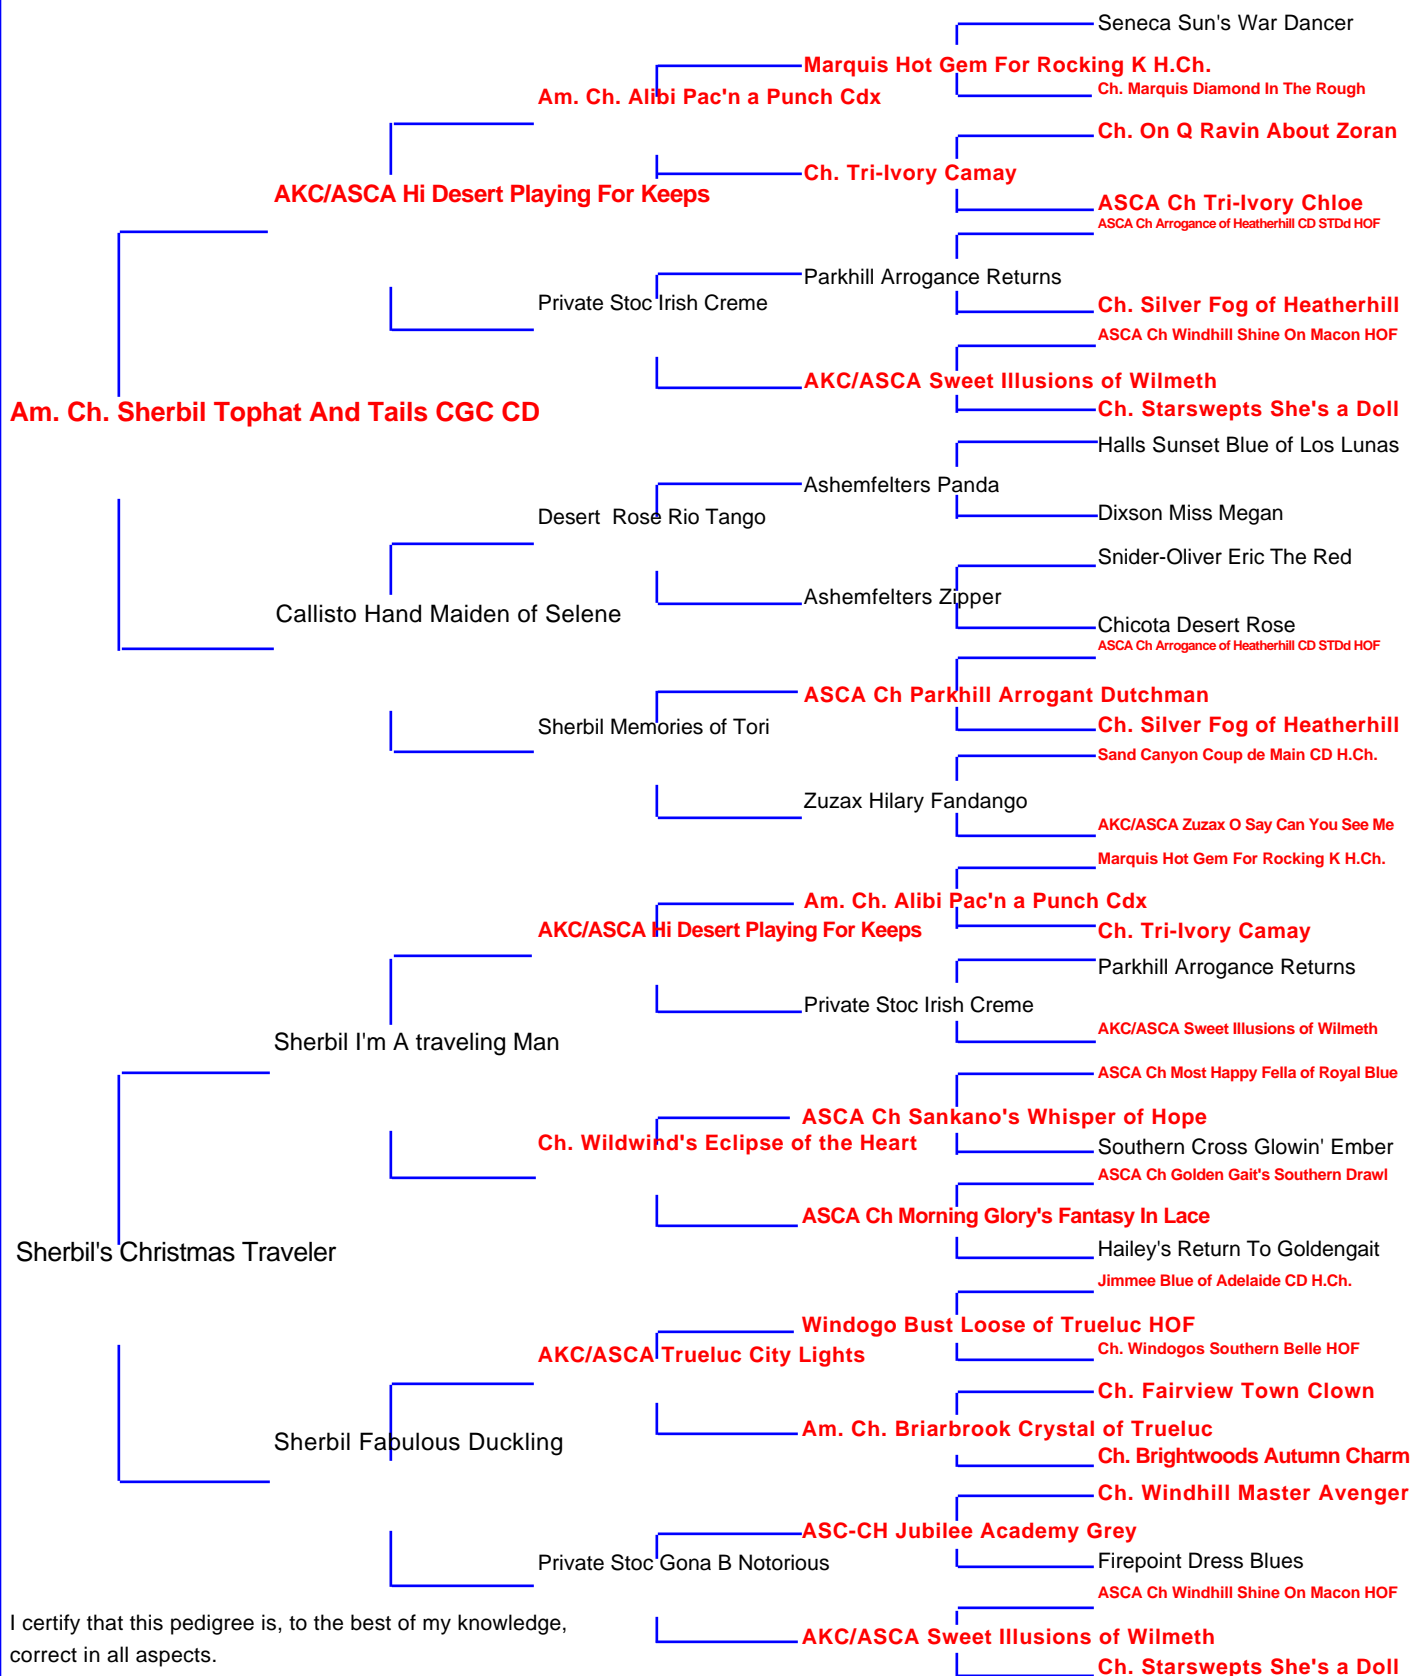 Seneca Sun's War Dancer
Marquis Hot Gem For Rocking K H.Ch.
Ch. Marquis Diamond In The Rough
Am. Ch. Alibi Pac'n a Punch Cdx
Ch. On Q Ravin About Zoran
Ch. Tri-Ivory Camay
AKC/ASCA Hi Desert Playing For Keeps
ASCA Ch Tri-Ivory Chloe
ASCA Ch Arrogance of Heatherhill CD STDd HOF
Parkhill Arrogance Returns
Private Stoc Irish Creme
Ch. Silver Fog of Heatherhill
ASCA Ch Windhill Shine On Macon HOF
AKC/ASCA Sweet Illusions of Wilmeth
Am. Ch. Sherbil Tophat And Tails CGC CD
Ch. Starswepts She's a Doll
Halls Sunset Blue of Los Lunas
Ashemfelters Panda
Desert  Rose Rio Tango
Dixson Miss Megan
Snider-Oliver Eric The Red
Ashemfelters Zipper
Callisto Hand Maiden of Selene
Chicota Desert Rose
ASCA Ch Arrogance of Heatherhill CD STDd HOF
ASCA Ch Parkhill Arrogant Dutchman
Sherbil Memories of Tori
Ch. Silver Fog of Heatherhill
Sand Canyon Coup de Main CD H.Ch.
Zuzax Hilary Fandango
AKC/ASCA Zuzax O Say Can You See Me
Marquis Hot Gem For Rocking K H.Ch.
Am. Ch. Alibi Pac'n a Punch Cdx
AKC/ASCA Hi Desert Playing For Keeps
Ch. Tri-Ivory Camay
Parkhill Arrogance Returns
Private Stoc Irish Creme
AKC/ASCA Sweet Illusions of Wilmeth
Sherbil I'm A traveling Man
ASCA Ch Most Happy Fella of Royal Blue
ASCA Ch Sankano's Whisper of Hope
Ch. Wildwind's Eclipse of the Heart
Southern Cross Glowin' Ember
ASCA Ch Golden Gait's Southern Drawl
ASCA Ch Morning Glory's Fantasy In Lace
Sherbil's Christmas Traveler
Hailey's Return To Goldengait
Jimmee Blue of Adelaide CD H.Ch.
Windogo Bust Loose of Trueluc HOF
AKC/ASCA Trueluc City Lights
Ch. Windogos Southern Belle HOF
Ch. Fairview Town Clown
Am. Ch. Briarbrook Crystal of Trueluc
Sherbil Fabulous Duckling
Ch. Brightwoods Autumn Charm
Ch. Windhill Master Avenger
ASC-CH Jubilee Academy Grey
Private Stoc Gona B Notorious
Firepoint Dress Blues
ASCA Ch Windhill Shine On Macon HOF
I certify that this pedigree is, to the best of my knowledge,
AKC/ASCA Sweet Illusions of Wilmeth
correct in all aspects.
Ch. Starswepts She's a Doll